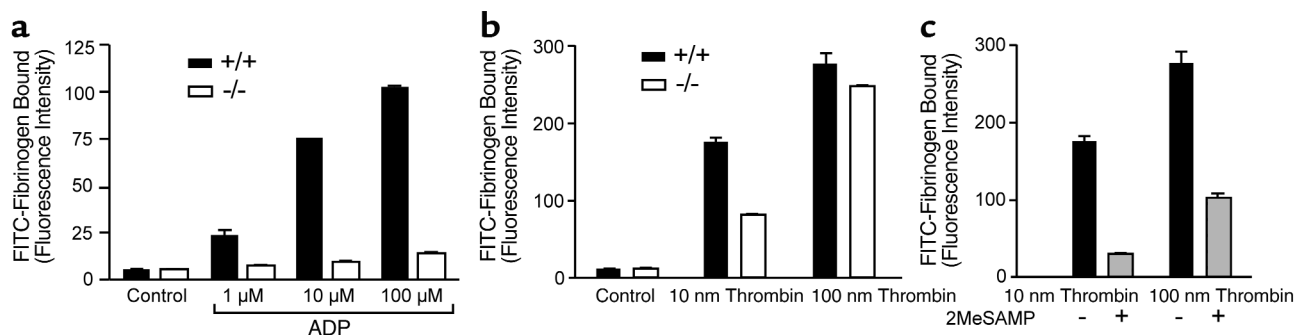 a
FITC-Fibrinogen Bound
(Fluorescence Intensity)
125
100
75
50
25
0
+/+
-/-
Control
1 µM
10 µM
100 µM
ADP
b
FITC-Fibrinogen Bound
(Fluorescence Intensity)
300
200
100
0
+/+
-/-
Control
10 nm Thrombin
100 nm Thrombin
c
FITC-Fibrinogen Bound
(Fluorescence Intensity)
300
200
100
0
10 nm Thrombin
100 nm Thrombin
2MeSAMP - + - +